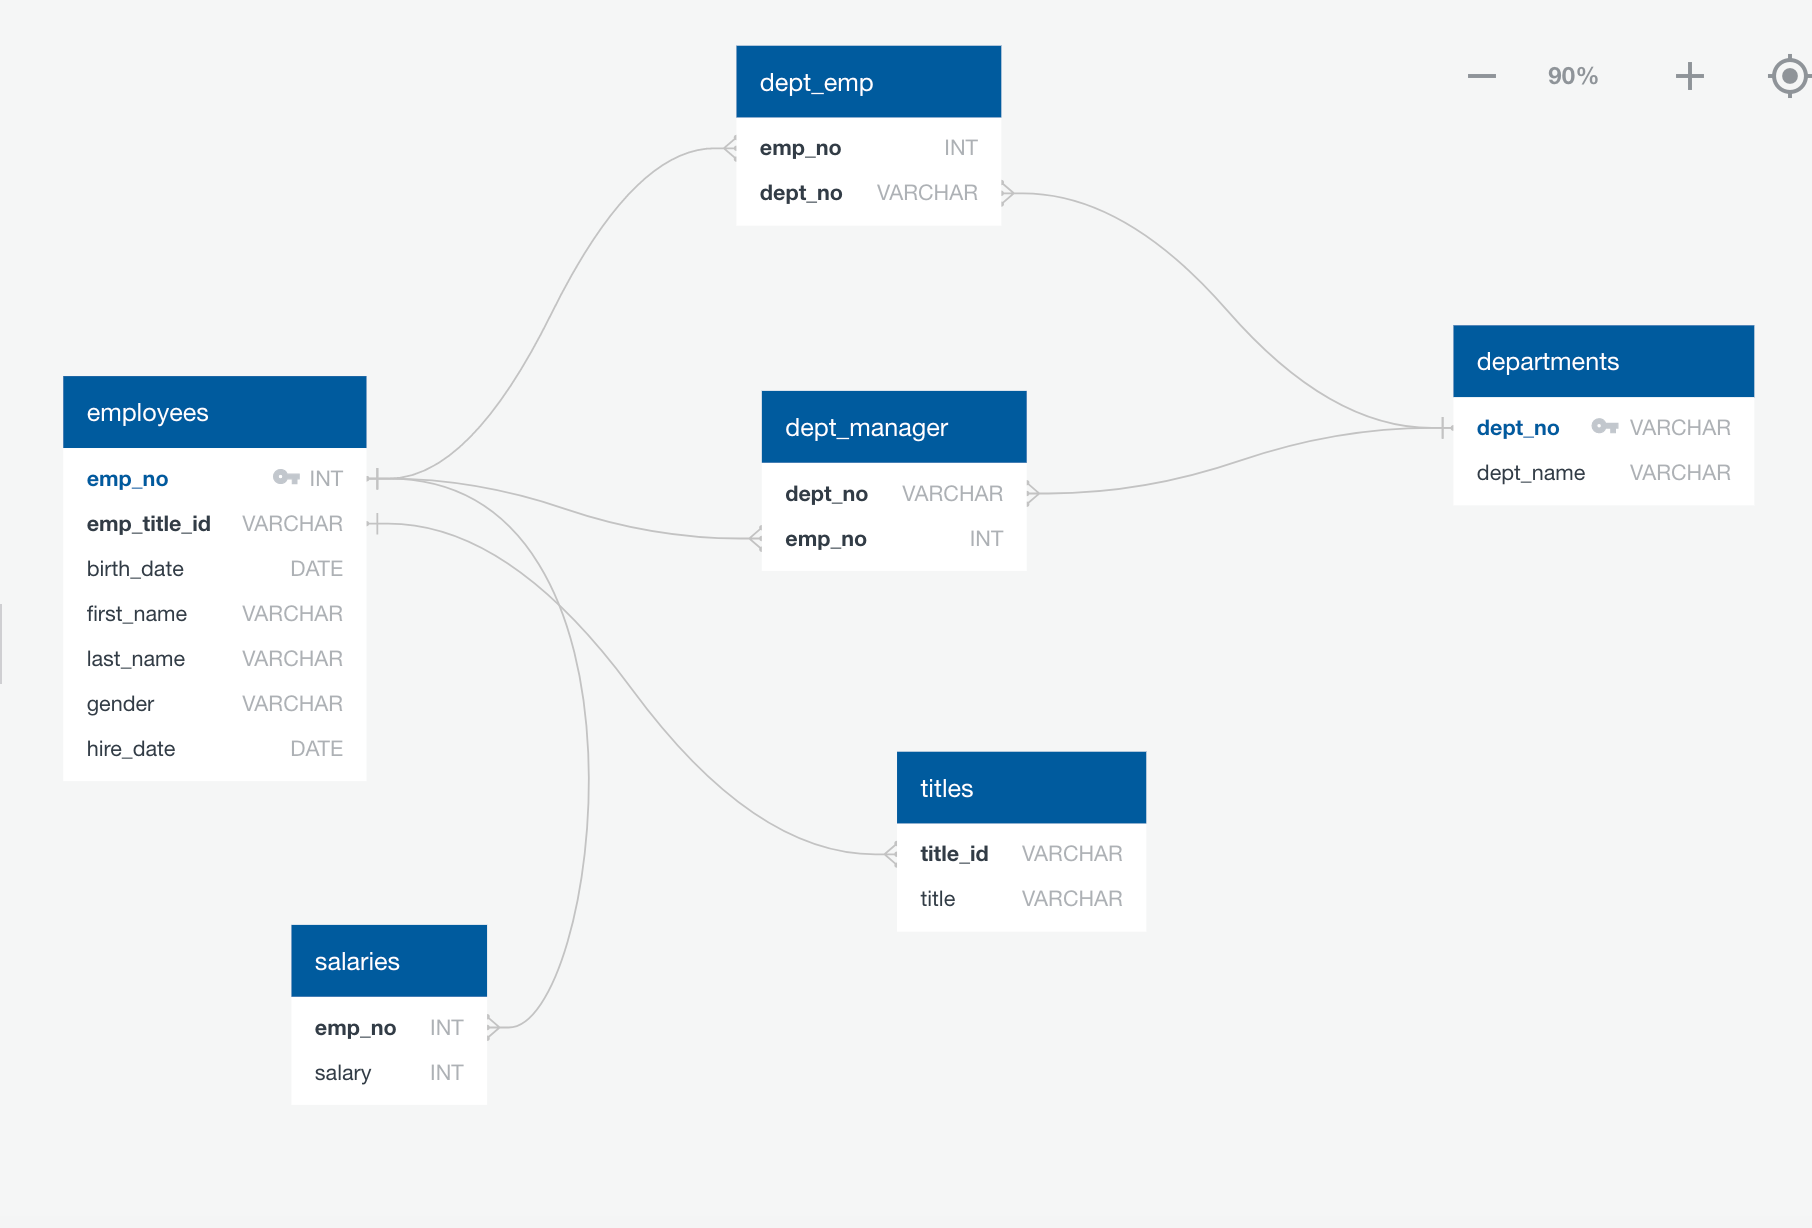 90%
dept_emp
emp_no INT
dept_no VARCHAR
employees
emp_no INT
emp_title_id VARCHAR
birth_date DATE
first_name VARCHAR
last_name VARCHAR
gender VARCHAR
hire_date DATE
dept_manager
dept_no VARCHAR
emp_no INT
departments
dept_no VARCHAR
dept_name VARCHAR
titles
title_id VARCHAR
title VARCHAR
salaries
emp_no INT
salary INT